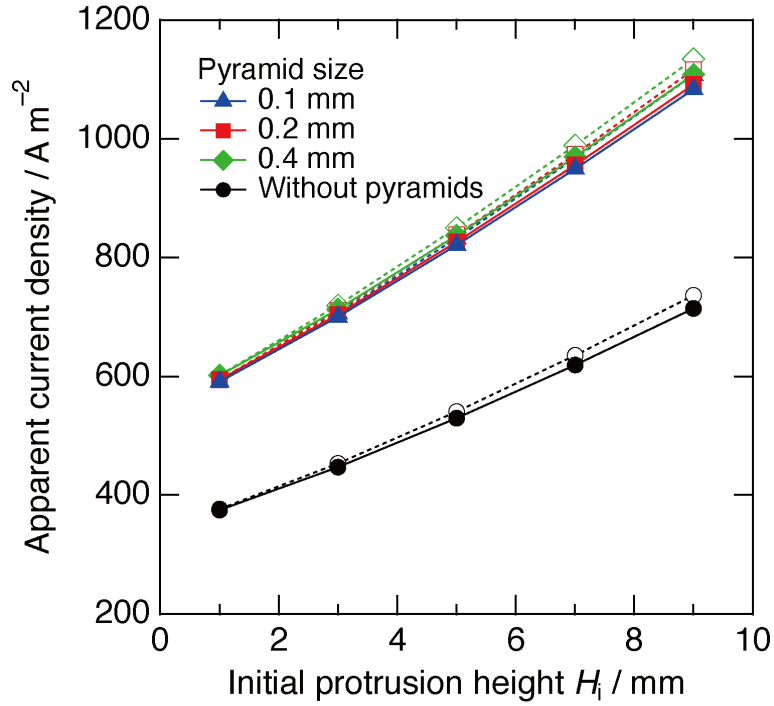 1200
1000
800
600
400
200
0
2
4
6
8
10
Apparent current density / A m⁻²
Initial protrusion height Hᵢ / mm
Pyramid size
0.1 mm
0.2 mm
0.4 mm
Without pyramids